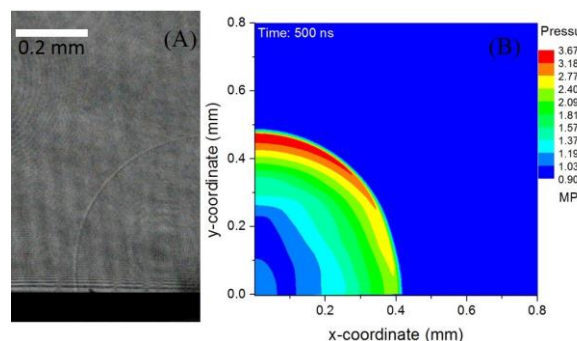 0.2 mm
(A)
Time: 500 ns
(B)
Pressu
3.67
3.18
2.77
2.40
2.09
1.81
1.57
1.37
1.19
1.03
0.90
MP
0.8
0.6
0.4
0.2
0.0
y-coordinate (mm)
0.2 0.4 0.6 0.8
x-coordinate (mm)